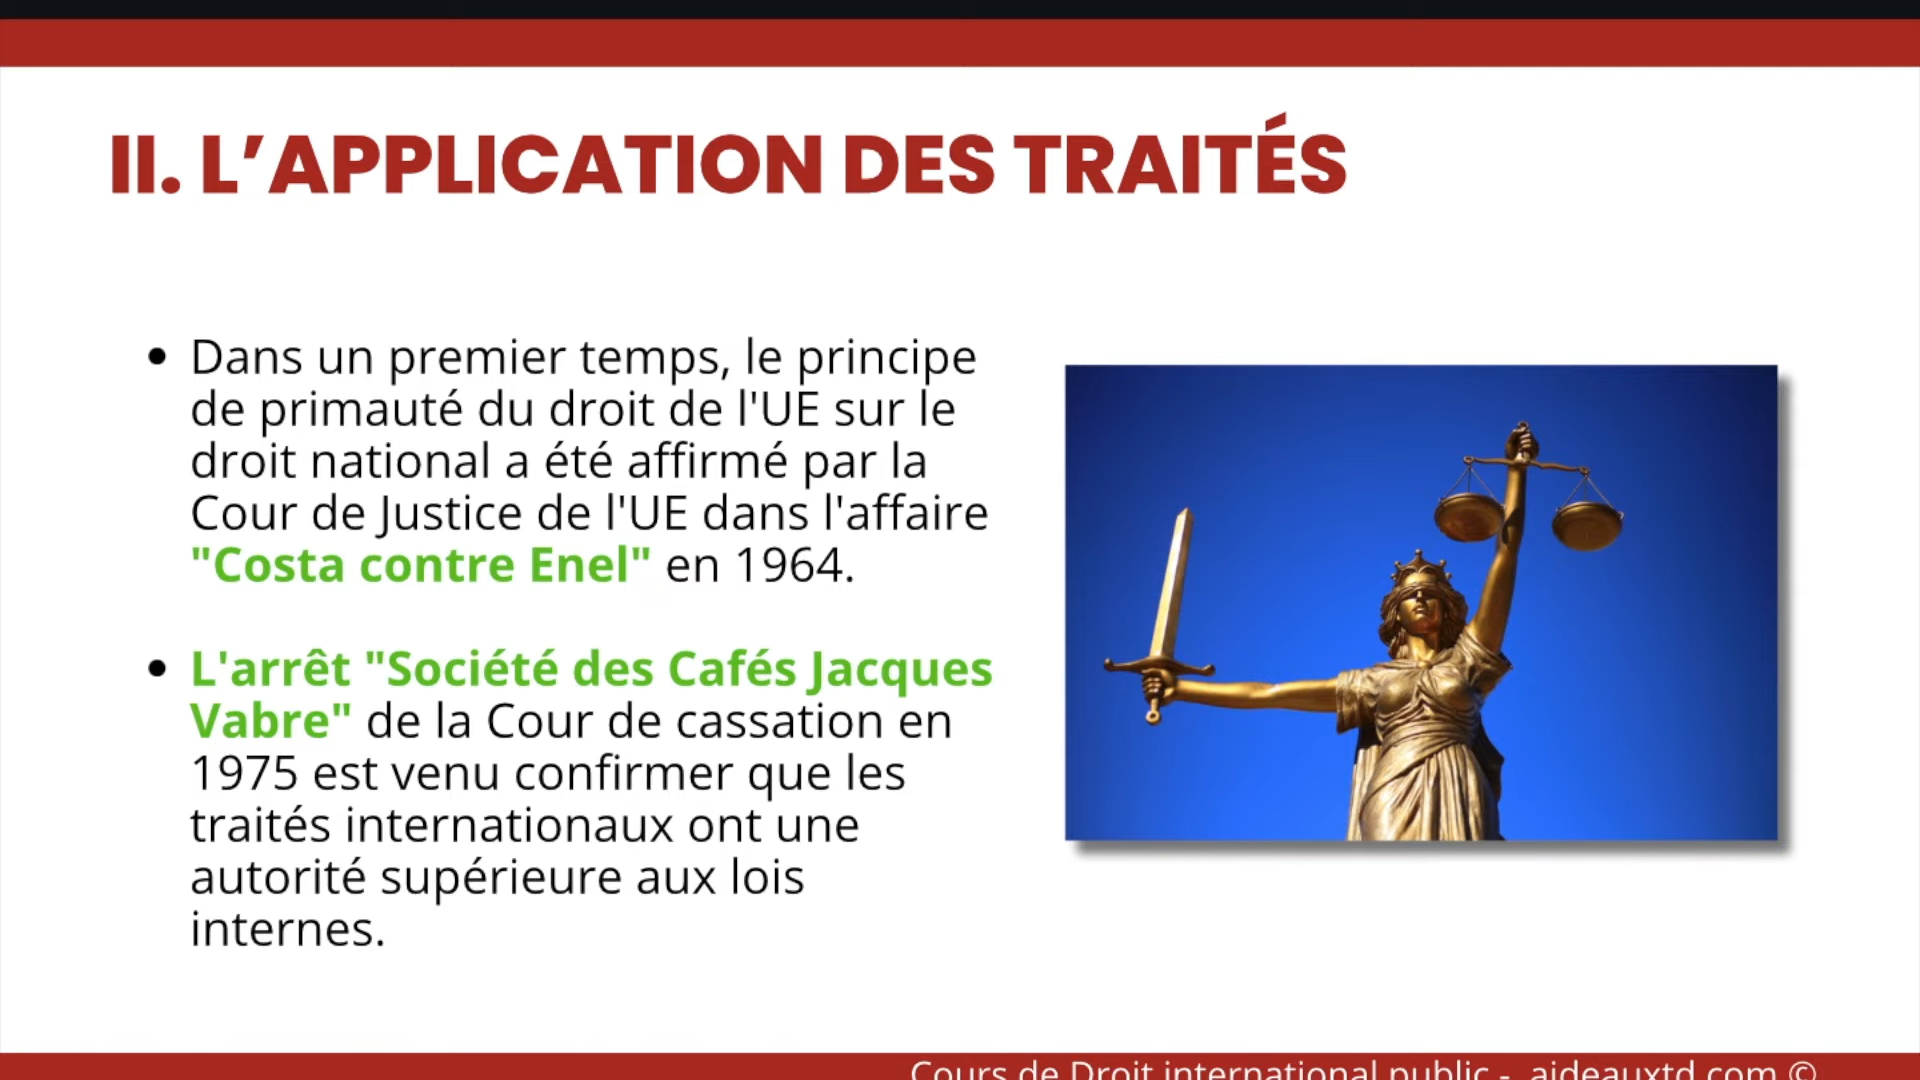 II. L’APPLICATION DES TRAITÉS
• Dans un premier temps, le principe
de primauté du droit de l'UE sur le
droit national a été affirmé par la
Cour de Justice de l'UE dans l'affaire
"Costa contre Enel" en 1964.
• L'arrêt "Société des Cafés Jacques
Vabre" de la Cour de cassation en
1975 est venu confirmer que les
traités internationaux ont une
autorité supérieure aux lois
internes.
Cours de Droit international public - aideauxtd.com ©